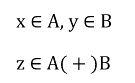 x ∈ A, y ∈ B
z ∈ A( + )B